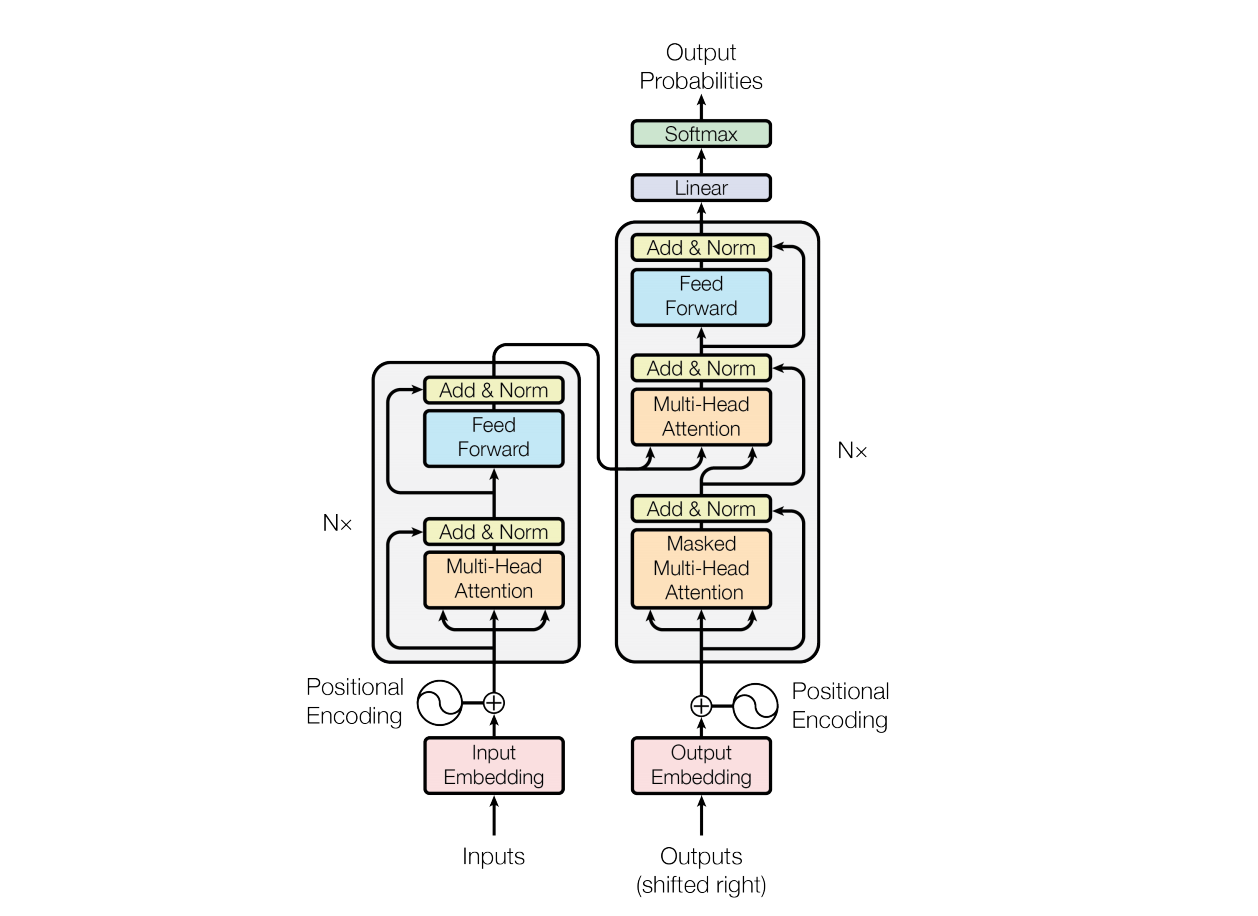 Output
Probabilities
Softmax
Linear
Add & Norm
Feed
Forward
Add & Norm
Multi-Head
Attention
Add & Norm
Masked
Multi-Head
Attention
N×
Add & Norm
Feed
Forward
Add & Norm
Multi-Head
Attention
N×
Positional
Encoding
Input
Embedding
Inputs
Positional
Encoding
Output
Embedding
Outputs
(shifted right)